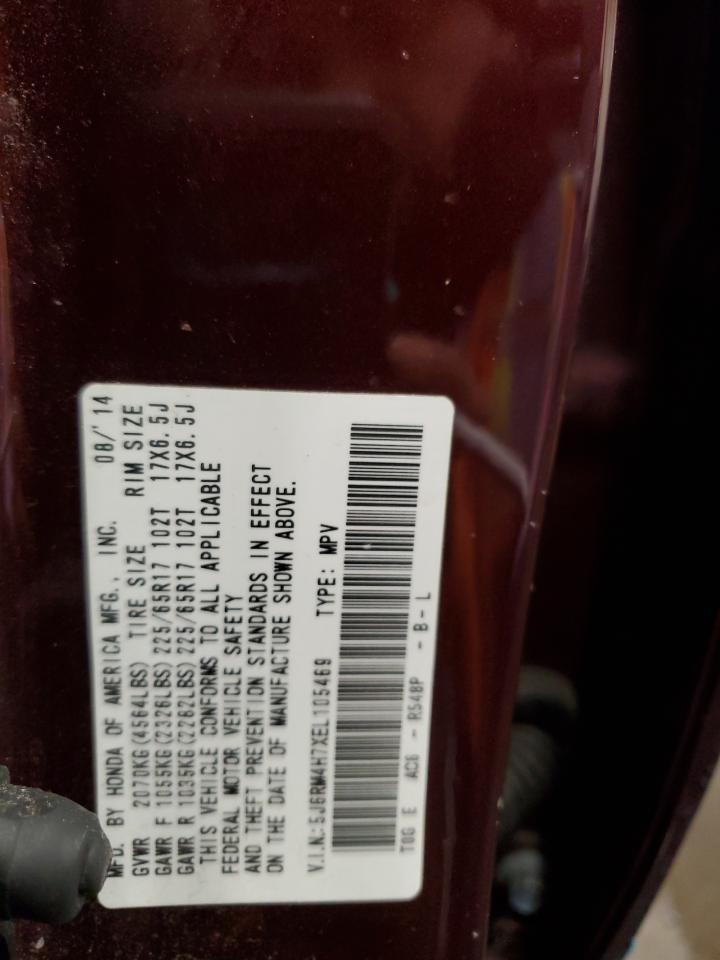 MFD. BY HONDA OF AMERICA MFG., INC. 08/'14
GVWR 2070KG(4564LBS) TIRE SIZE RIM SIZE
GAWR F 1055KG(2326LBS)225/65R17 102T 17X6.5J
GAWR R 1035KG(2282LBS)225/65R17 102T 17X6.5J
THIS VEHICLE CONFORMS TO ALL APPLICABLE
FEDERAL MOTOR VEHICLE SAFETY
AND THEFT PREVENTION STANDARDS IN EFFECT
ON THE DATE OF MANUFACTURE SHOWN ABOVE.
V.I.N.:5J6RM4H7XEL105469 TYPE: MPV
T0G E AC6 - R548P - B - L